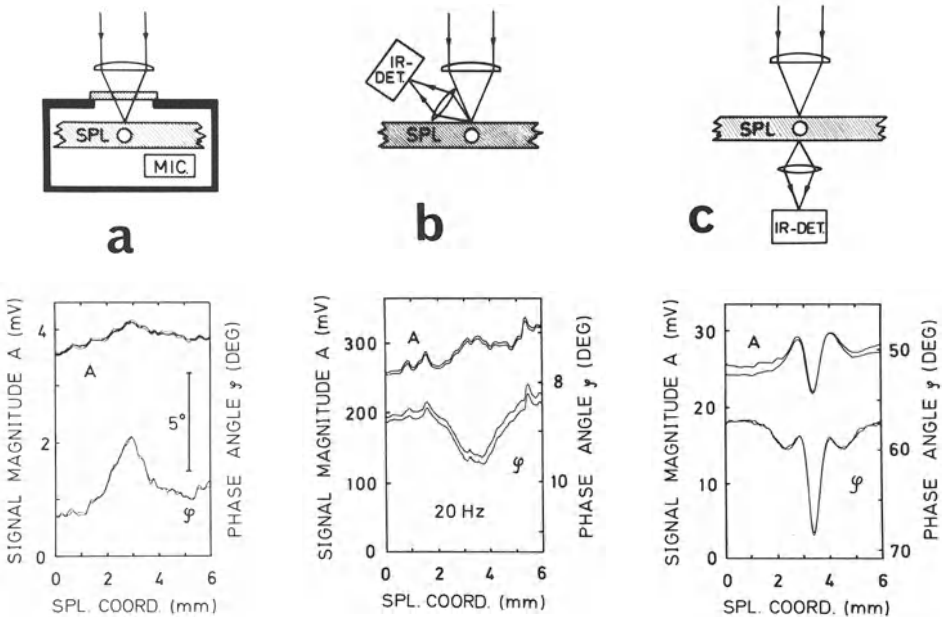 SPL
MIC.
a
IR-
DET.
SPL
b
SPL
IR-DET.
c
SIGNAL MAGNITUDE A (mV)
4
2
0
A
5°
φ
PHASE ANGLE φ (DEG)
0 2 4 6
SPL. COORD. (mm)
SIGNAL MAGNITUDE A (mV)
300
200
100
0
A
φ
20 Hz
8
10
PHASE ANGLE φ (DEG)
0 2 4 6
SPL. COORD. (mm)
SIGNAL MAGNITUDE A (mV)
30
20
10
0
A
φ
50
60
70
PHASE ANGLE φ (DEG)
0 2 4 6
SPL. COORD. (mm)